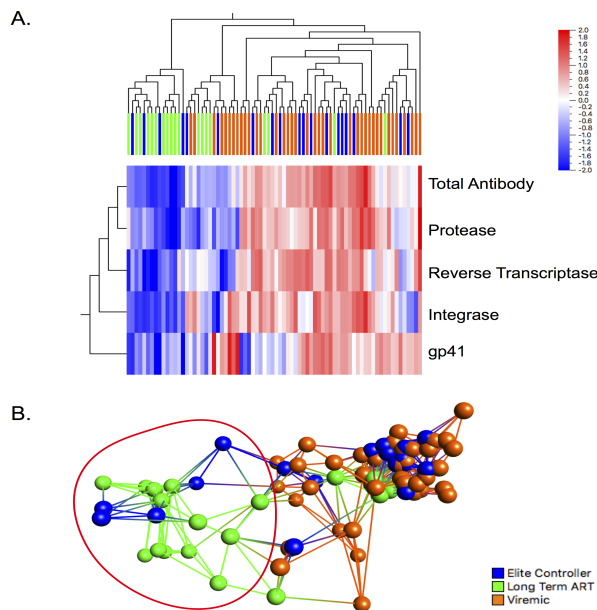 A.
2.0
1.8
1.6
1.4
1.2
1.0
0.8
0.6
0.4
0.2
0.0
-0.2
-0.4
-0.6
-0.8
-1.0
-1.2
-1.4
-1.6
-1.8
-2.0
Total Antibody
Protease
Reverse Transcriptase
Integrase
gp41
B.
Elite Controller
Long Term ART
Viremic